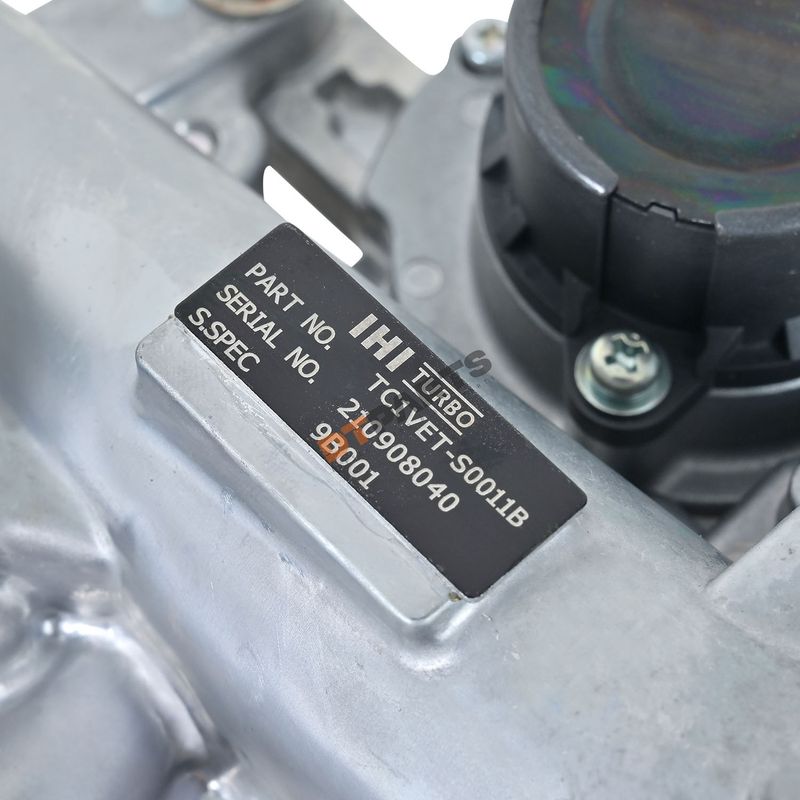 IHI TURBO
PART NO. TC1VET-S0011B
SERIAL NO. 210908040
S.SPEC 9B001